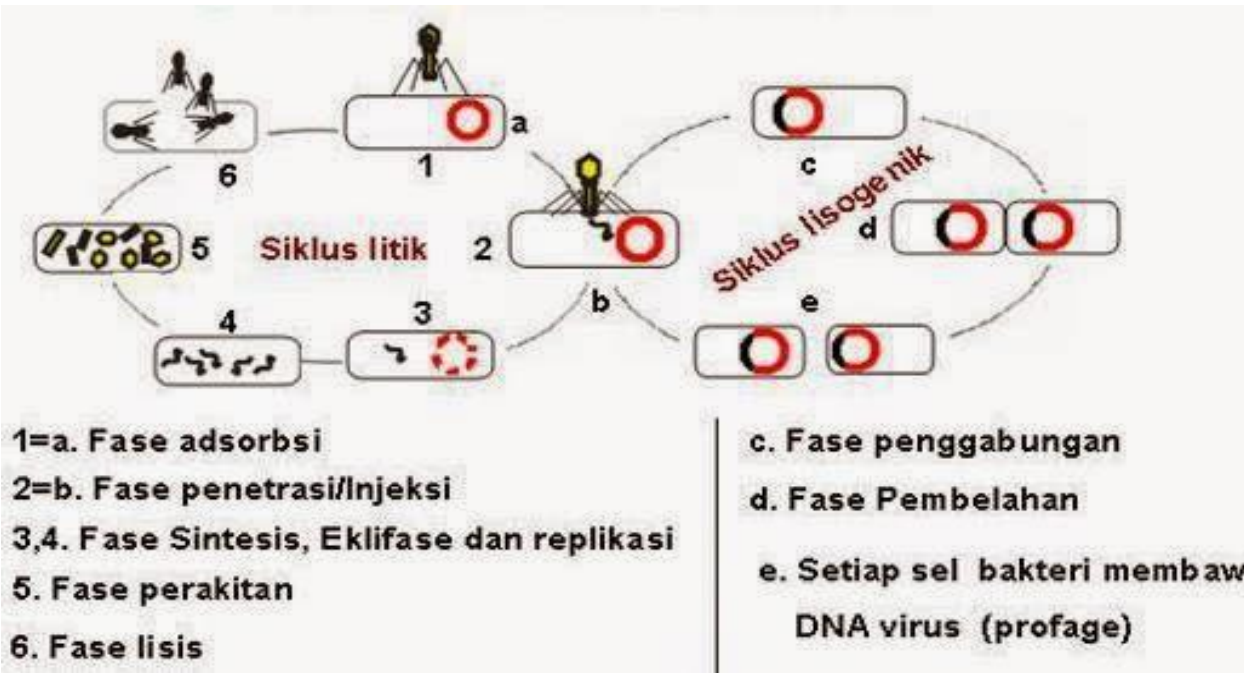 a
1
6
c
5
Siklus litik
2
Siklus lisogenik
d
b
e
4
3
1=a. Fase adsorbsi
2=b. Fase penetrasi/Injeksi
3,4. Fase Sintesis, Eklifase dan replikasi
5. Fase perakitan
6. Fase lisis
c. Fase penggabungan
d. Fase Pembelahan
e. Setiap sel bakteri membaw
DNA virus (profage)